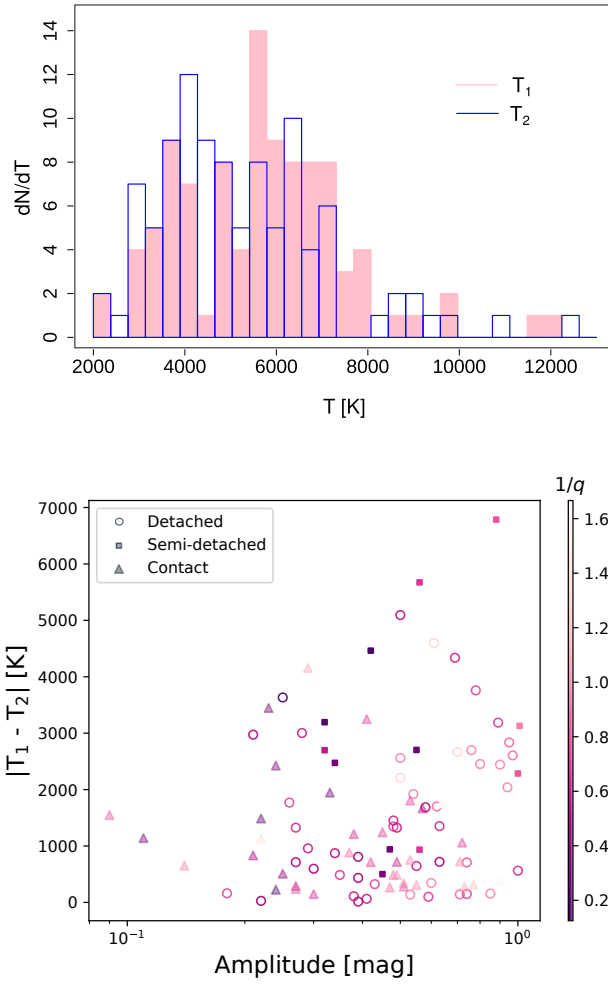 14
12
10
8
6
4
2
0
dN/dT
T₁
T₂
2000 4000 6000 8000 10000 12000
T [K]
1/q
7000
6000
5000
4000
3000
2000
1000
0
|T₁ - T₂| [K]
Detached
Semi-detached
Contact
1.6
1.4
1.2
1.0
0.8
0.6
0.4
0.2
10⁻¹ 10⁰
Amplitude [mag]